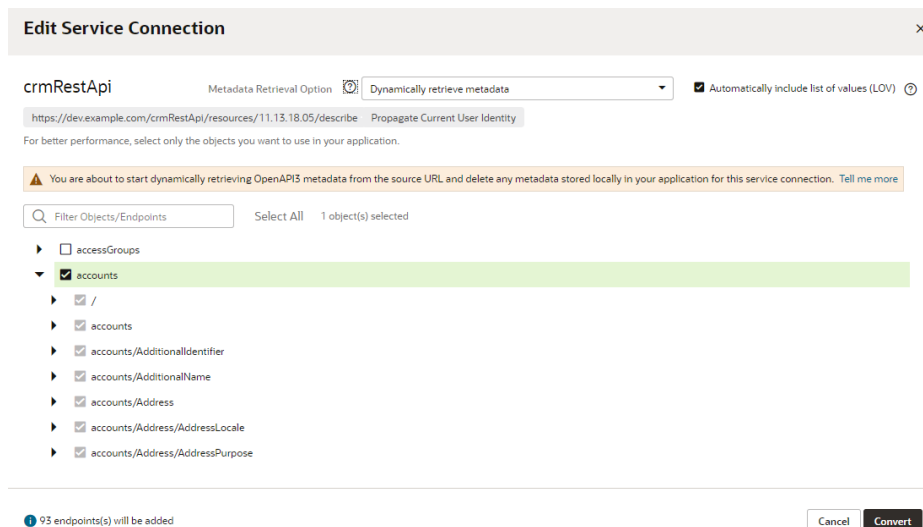 Edit Service Connection
crmRestApi Metadata Retrieval Option Dynamically retrieve metadata Automatically include list of values (LOV)
https://dev.example.com/crmRestApi/resources/11.13.18.05/describe Propagate Current User Identity
For better performance, select only the objects you want to use in your application.
You are about to start dynamically retrieving OpenAPI3 metadata from the source URL and delete any metadata stored locally in your application for this service connection. Tell me more
Filter Objects/Endpoints Select All 1 object(s) selected
accessGroups
accounts
/
accounts
accounts/AdditionalIdentifier
accounts/AdditionalName
accounts/Address
accounts/Address/AddressLocale
accounts/Address/AddressPurpose
93 endpoints(s) will be added Cancel Convert